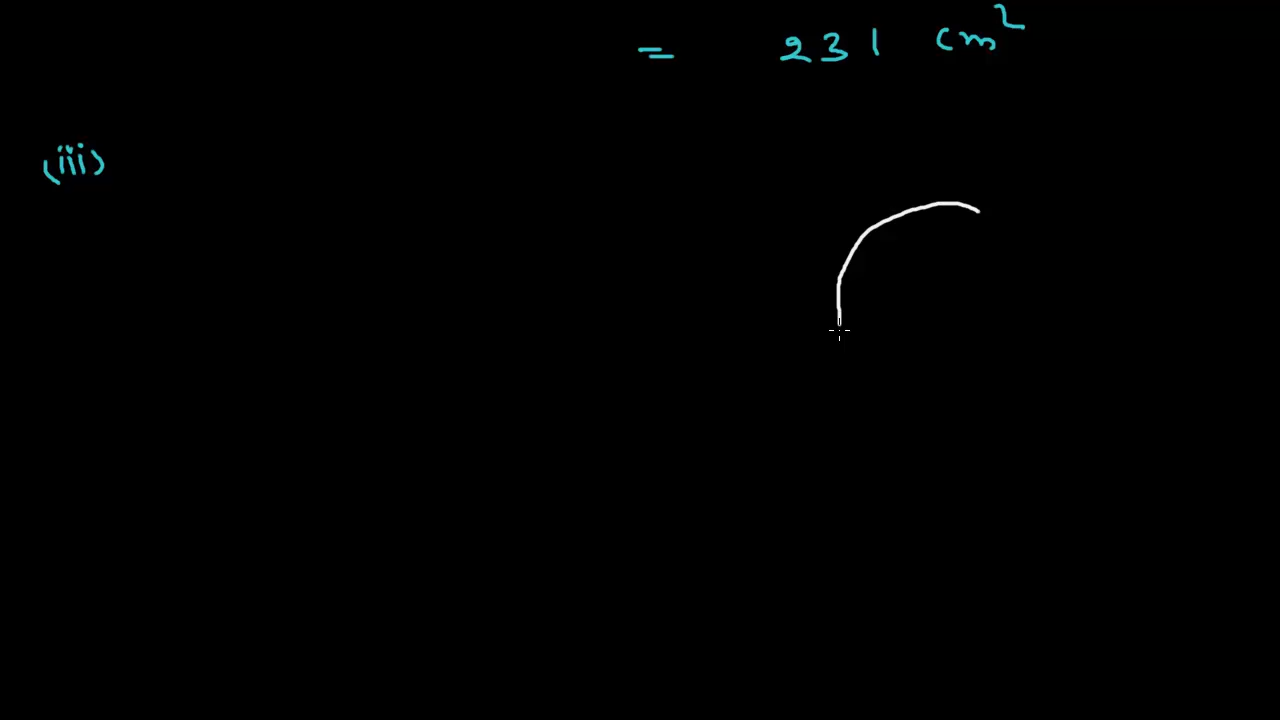 = 231 cm²
(iii)